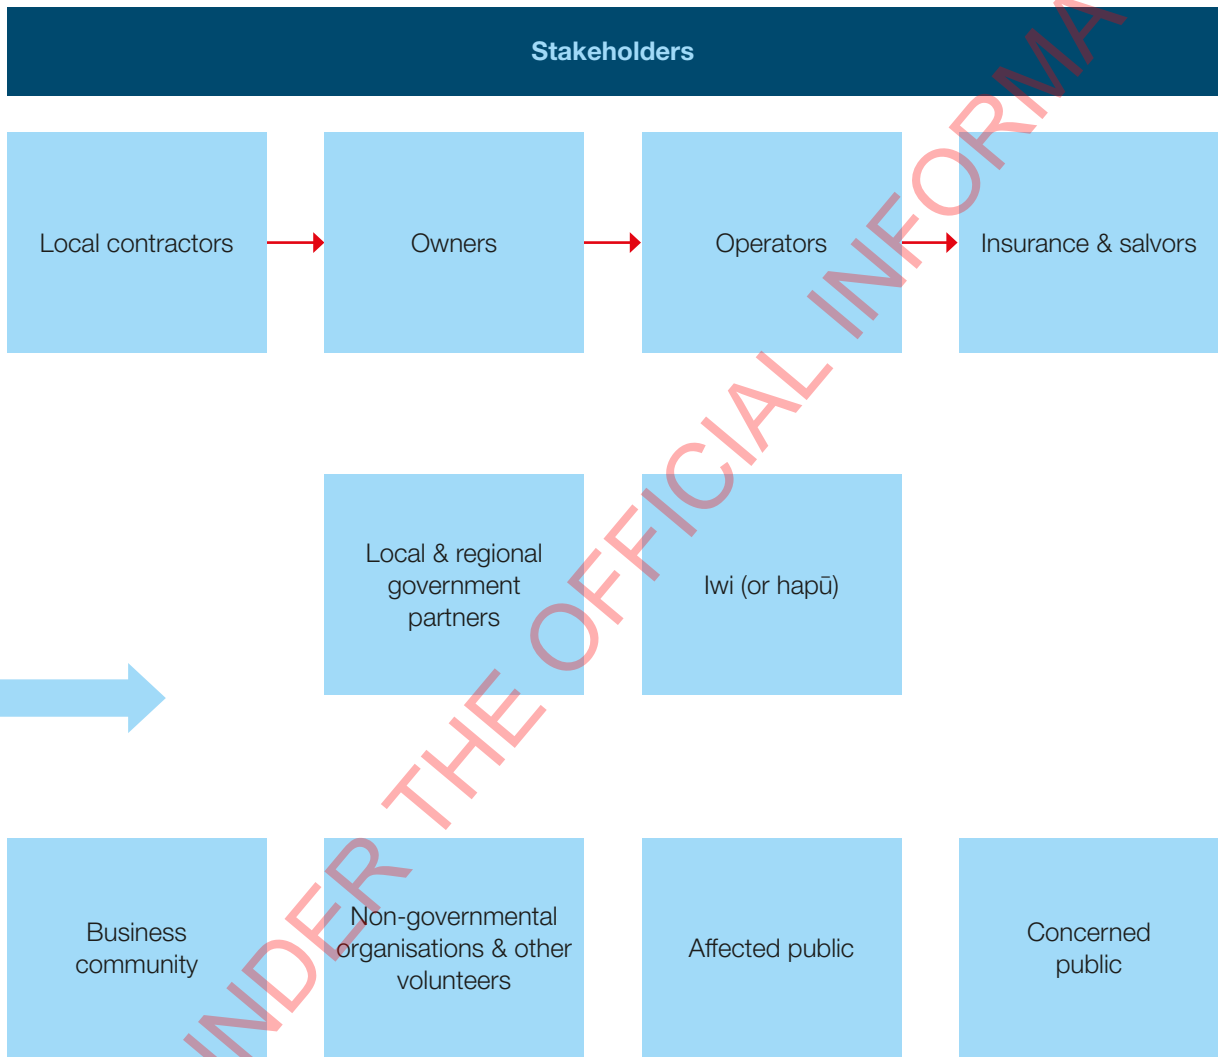 Stakeholders
Local contractors
Owners
Operators
Insurance & salvors
Local & regional
government
partners
Iwi (or hapū)
Business
community
Non-governmental
organisations & other
volunteers
Affected public
Concerned
public
UNDER THE OFFICIAL INFORMA